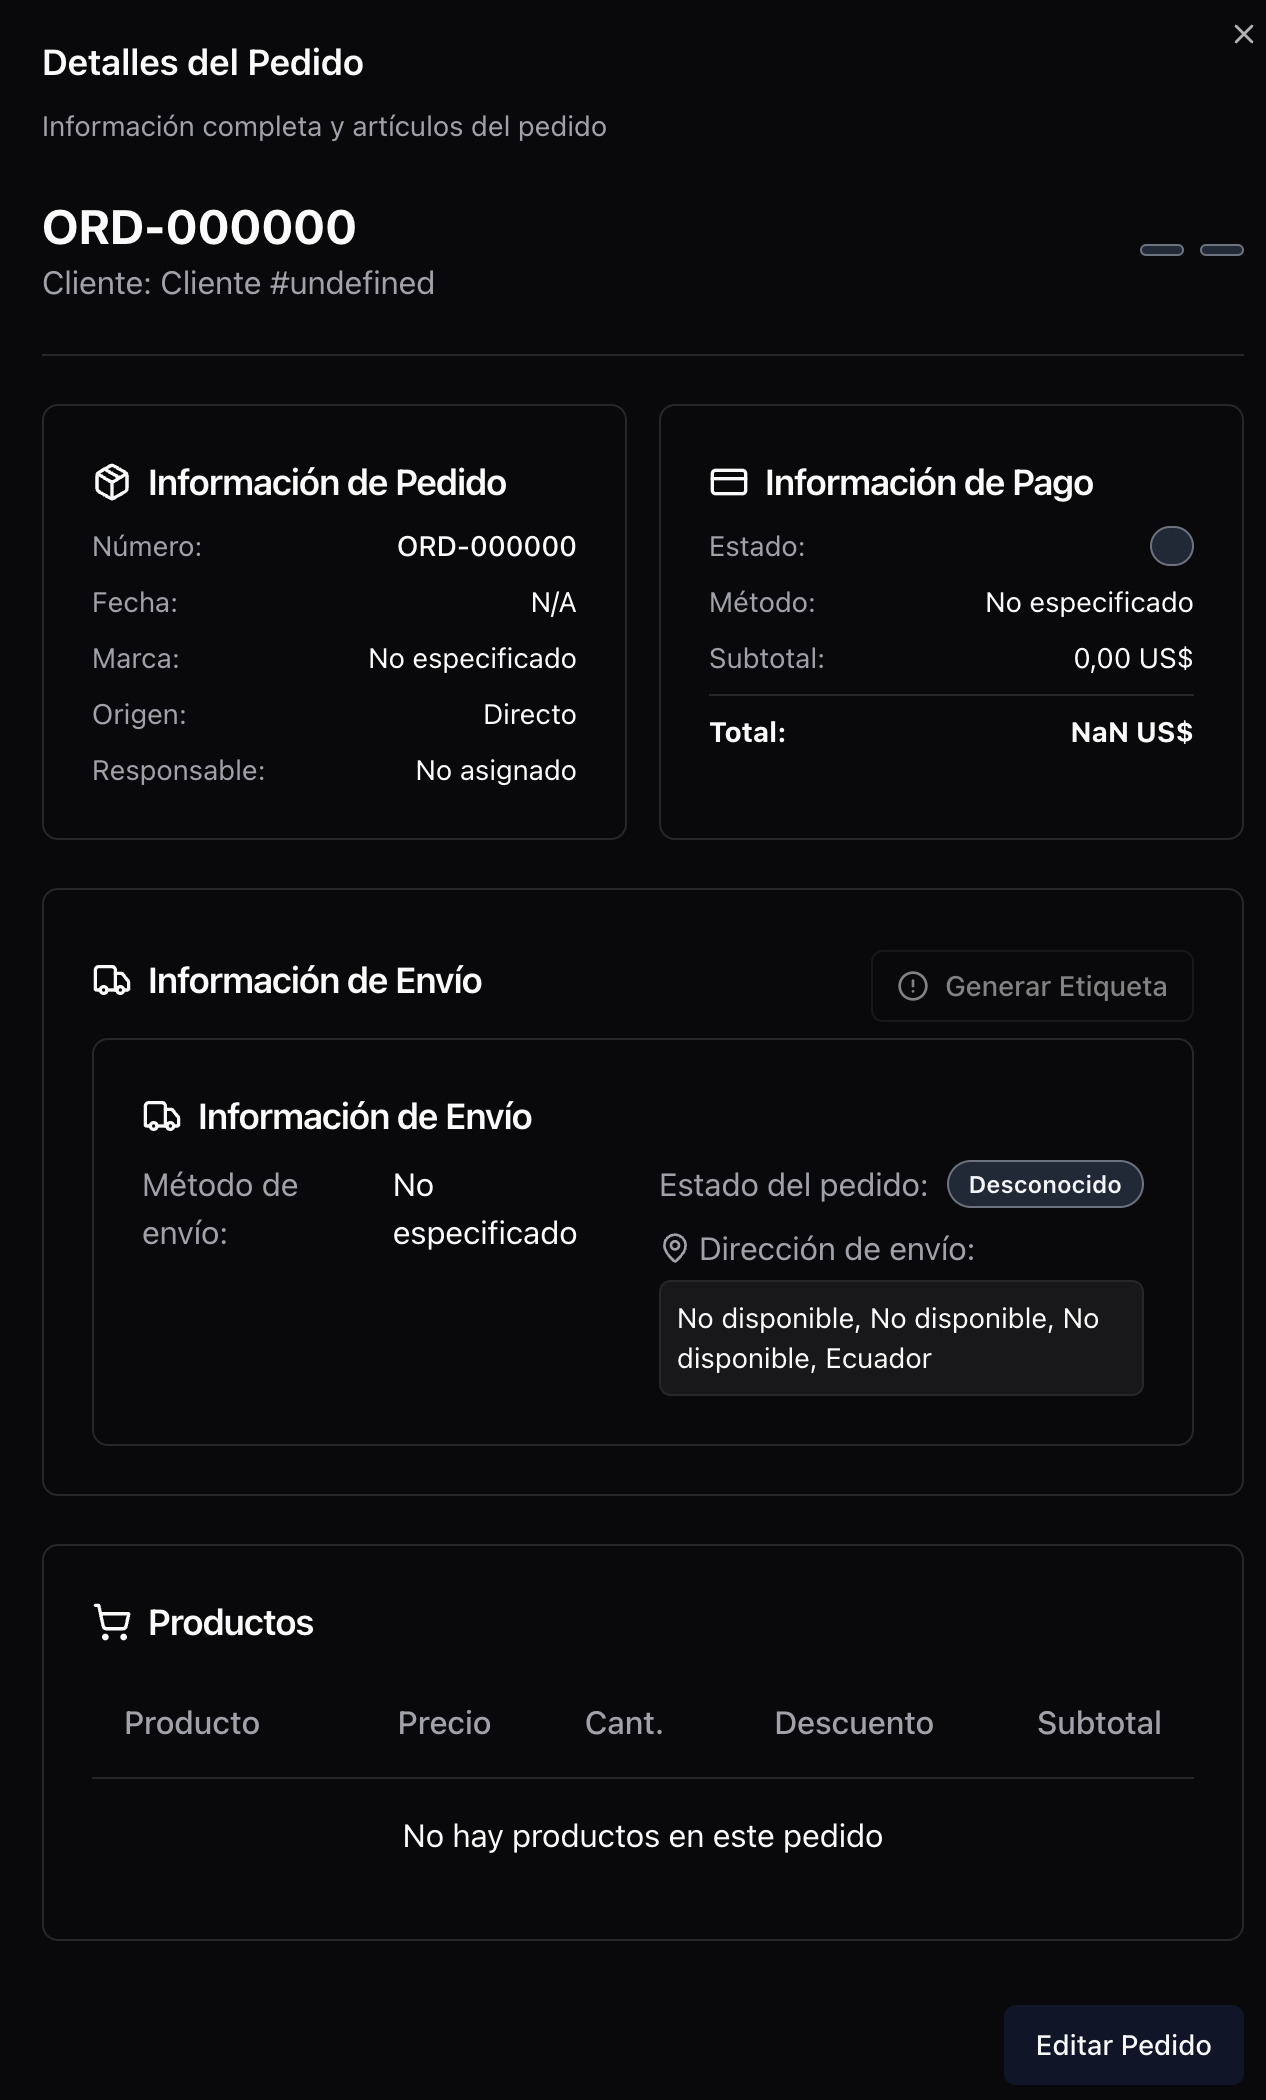 Detalles del Pedido
Información completa y artículos del pedido
ORD-000000
Cliente: Cliente #undefined
Información de Pedido
Número: ORD-000000
Fecha: N/A
Marca: No especificado
Origen: Directo
Responsable: No asignado
Información de Pago
Estado:
Método: No especificado
Subtotal: 0,00 US$
Total: NaN US$
Información de Envío
Generar Etiqueta
Información de Envío
Método de
envío:
No
especificado
Estado del pedido: Desconocido
Dirección de envío:
No disponible, No disponible, No
disponible, Ecuador
Productos
Producto Precio Cant. Descuento Subtotal
No hay productos en este pedido
Editar Pedido